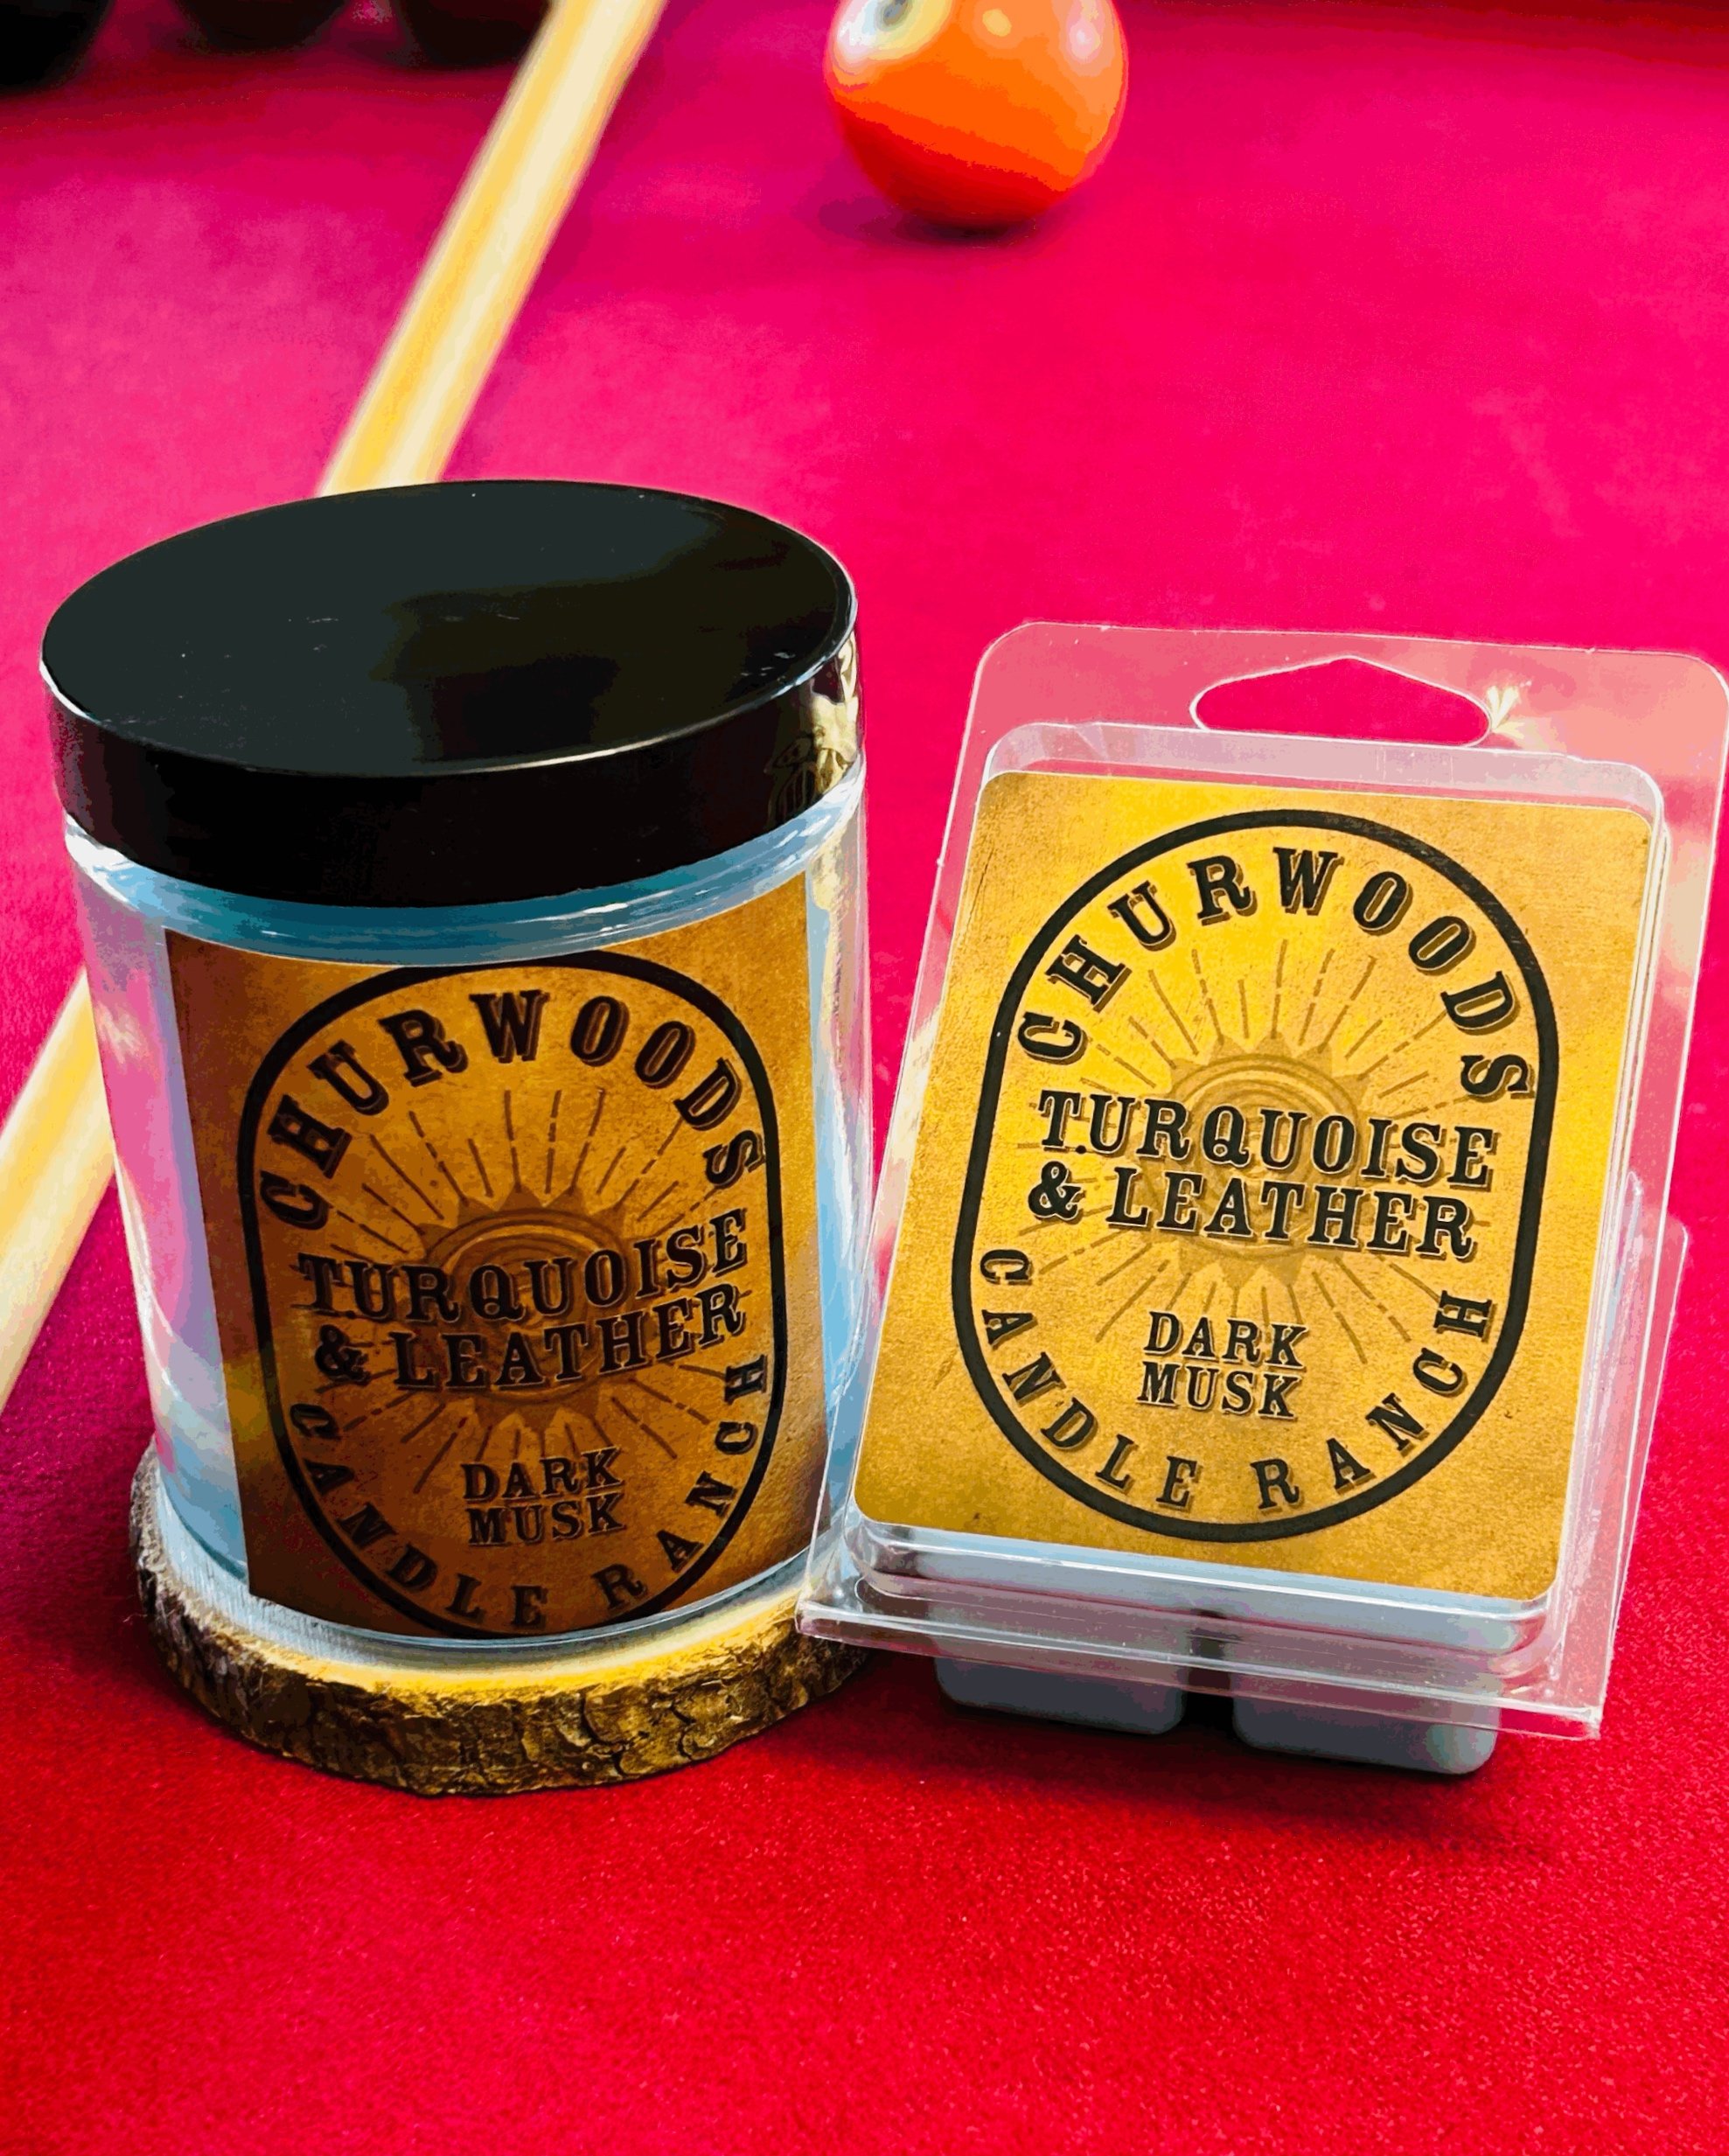 CHURWOODS
TURQUOISE
& LEATHER
DARK
MUSK
CANDLE RANCH
CHURWOODS
TURQUOISE
& LEATHER
DARK
MUSK
CANDLE RANCH